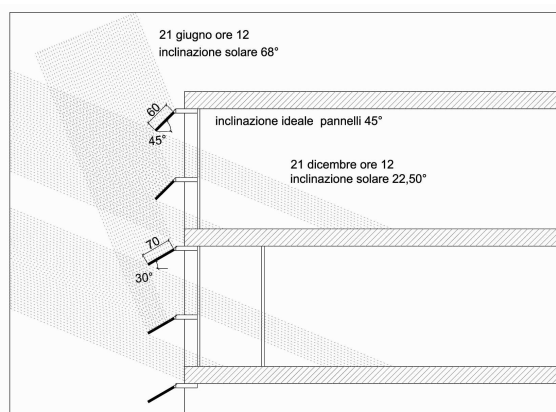 21 giugno ore 12
inclinazione solare 68°
60
45°
inclinazione ideale pannelli 45°
21 dicembre ore 12
inclinazione solare 22,50°
70
30°